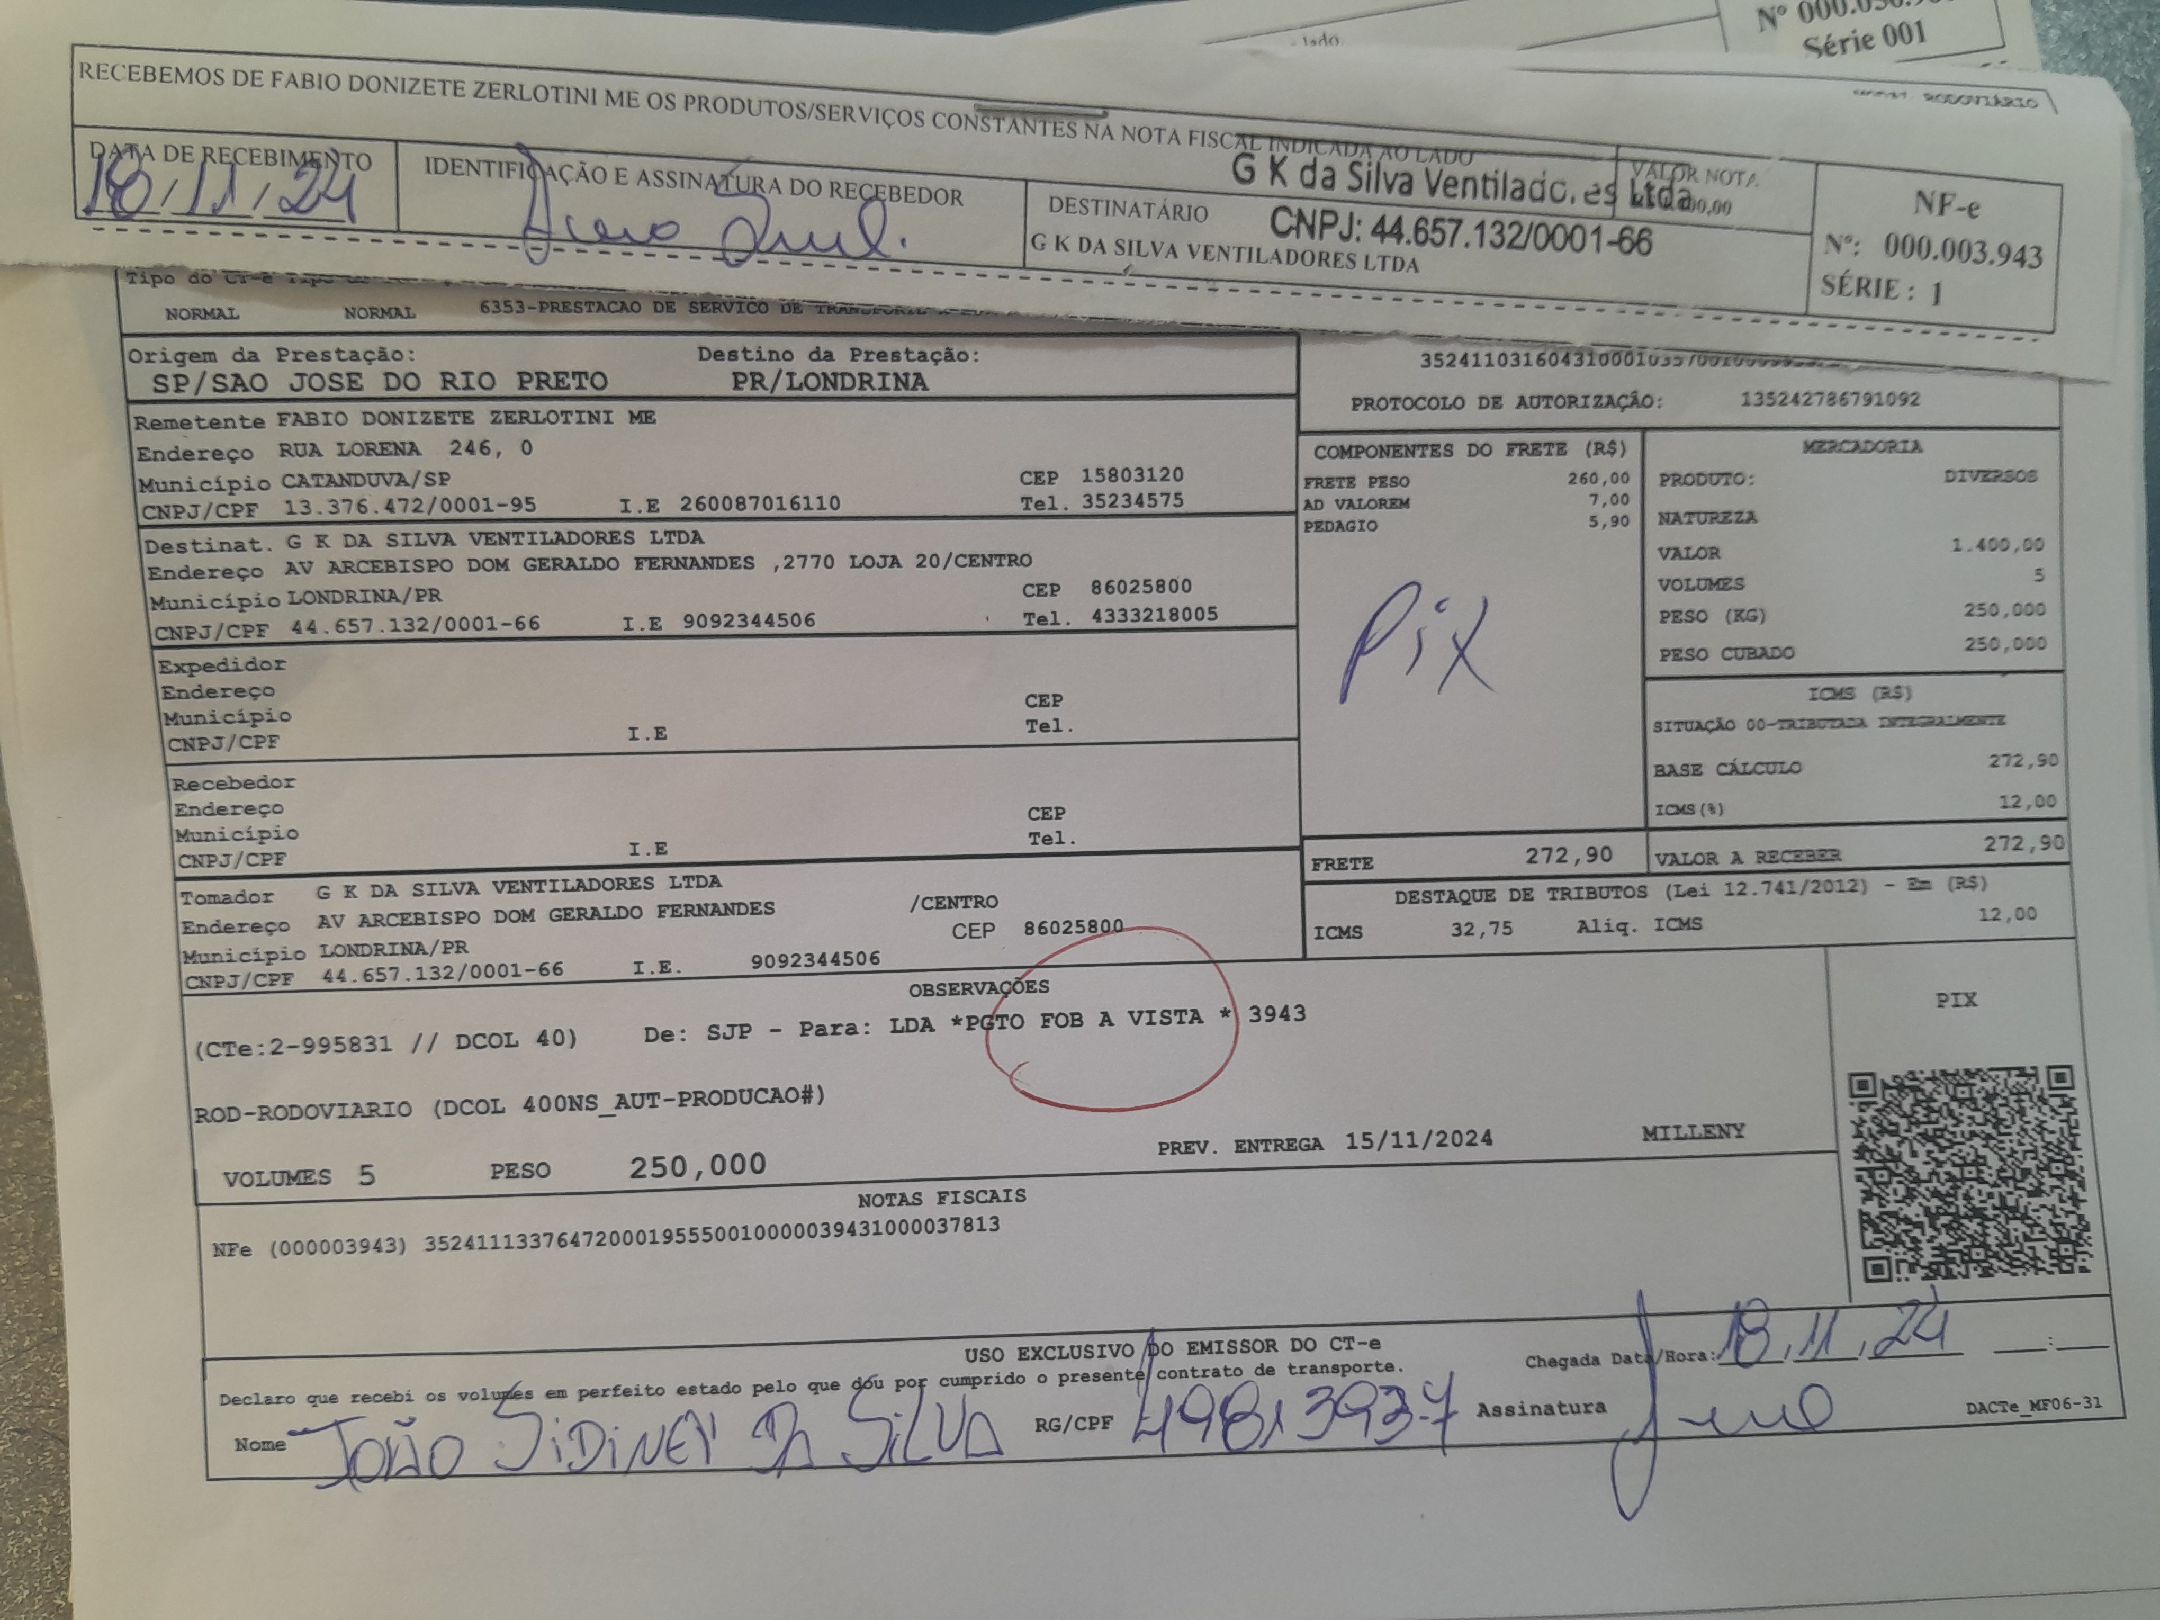 Nº 000.030.9
Série 001
lado.
RODOVIÁRIO
RECEBEMOS DE FABIO DONIZETE ZERLOTINI ME OS PRODUTOS/SERVIÇOS CONSTANTES NA NOTA FISCAL INDICADA AO LADO
DATA DE RECEBIMENTO
18/11/24
IDENTIFICAÇÃO E ASSINATURA DO RECEBEDOR
DESTINATÁRIO
G K DA SILVA VENTILADORES LTDA
G K da Silva Ventiladores Ltda
CNPJ: 44.657.132/0001-66
VALOR NOTA
00,00
NF-e
Nº: 000.003.943
SÉRIE: 1
Tipo do CT-e
NORMAL NORMAL 6353-PRESTACAO DE SERVICO DE TRANSPORTE
Origem da Prestação: Destino da Prestação:
SP/SAO JOSE DO RIO PRETO PR/LONDRINA
PROTOCOLO DE AUTORIZAÇÃO: 135242786791092
Remetente FABIO DONIZETE ZERLOTINI ME
Endereço RUA LORENA 246, 0
Município CATANDUVA/SP CEP 15803120
CNPJ/CPF 13.376.472/0001-95 I.E 260087016110 Tel. 35234575
Destinat. G K DA SILVA VENTILADORES LTDA
Endereço AV ARCEBISPO DOM GERALDO FERNANDES ,2770 LOJA 20/CENTRO
Município LONDRINA/PR CEP 86025800
CNPJ/CPF 44.657.132/0001-66 I.E 9092344506 Tel. 4333218005
Expedidor
Endereço
Município CEP
CNPJ/CPF I.E Tel.
Recebedor
Endereço
Município CEP
CNPJ/CPF I.E Tel.
Tomador G K DA SILVA VENTILADORES LTDA
Endereço AV ARCEBISPO DOM GERALDO FERNANDES /CENTRO
Município LONDRINA/PR CEP 86025800
CNPJ/CPF 44.657.132/0001-66 I.E. 9092344506
COMPONENTES DO FRETE (R$)
FRETE PESO 260,00
AD VALOREM 7,00
PEDAGIO 5,90
Pix
FRETE 272,90
MERCADORIA
PRODUTO: DIVERSOS
NATUREZA
VALOR 1.400,00
VOLUMES 5
PESO (KG) 250,000
PESO CUBADO 250,000
ICMS (R$)
SITUAÇÃO 00-TRIBUTADA INTEGRALMENTE
BASE CÁLCULO 272,90
ICMS(%) 12,00
VALOR A RECEBER 272,90
DESTAQUE DE TRIBUTOS (Lei 12.741/2012) - Em (R$)
ICMS 32,75 Aliq. ICMS 12,00
OBSERVAÇÕES
(CTe:2-995831 // DCOL 40) De: SJP - Para: LDA *PGTO FOB A VISTA * 3943
ROD-RODOVIARIO (DCOL 400NS_AUT-PRODUCAO#)
PREV. ENTREGA 15/11/2024 MILLENY
VOLUMES 5 PESO 250,000
PIX
NOTAS FISCAIS
NFe (000003943) 35241113376472000195550010000039431000037813
USO EXCLUSIVO DO EMISSOR DO CT-e
Declaro que recebi os volumes em perfeito estado pelo que dou por cumprido o presente contrato de transporte.
Chegada Data/Hora: 18/11/24 :
Nome João Sidiney da Silva RG/CPF 4981393-7 Assinatura
DACTe_MF06-31